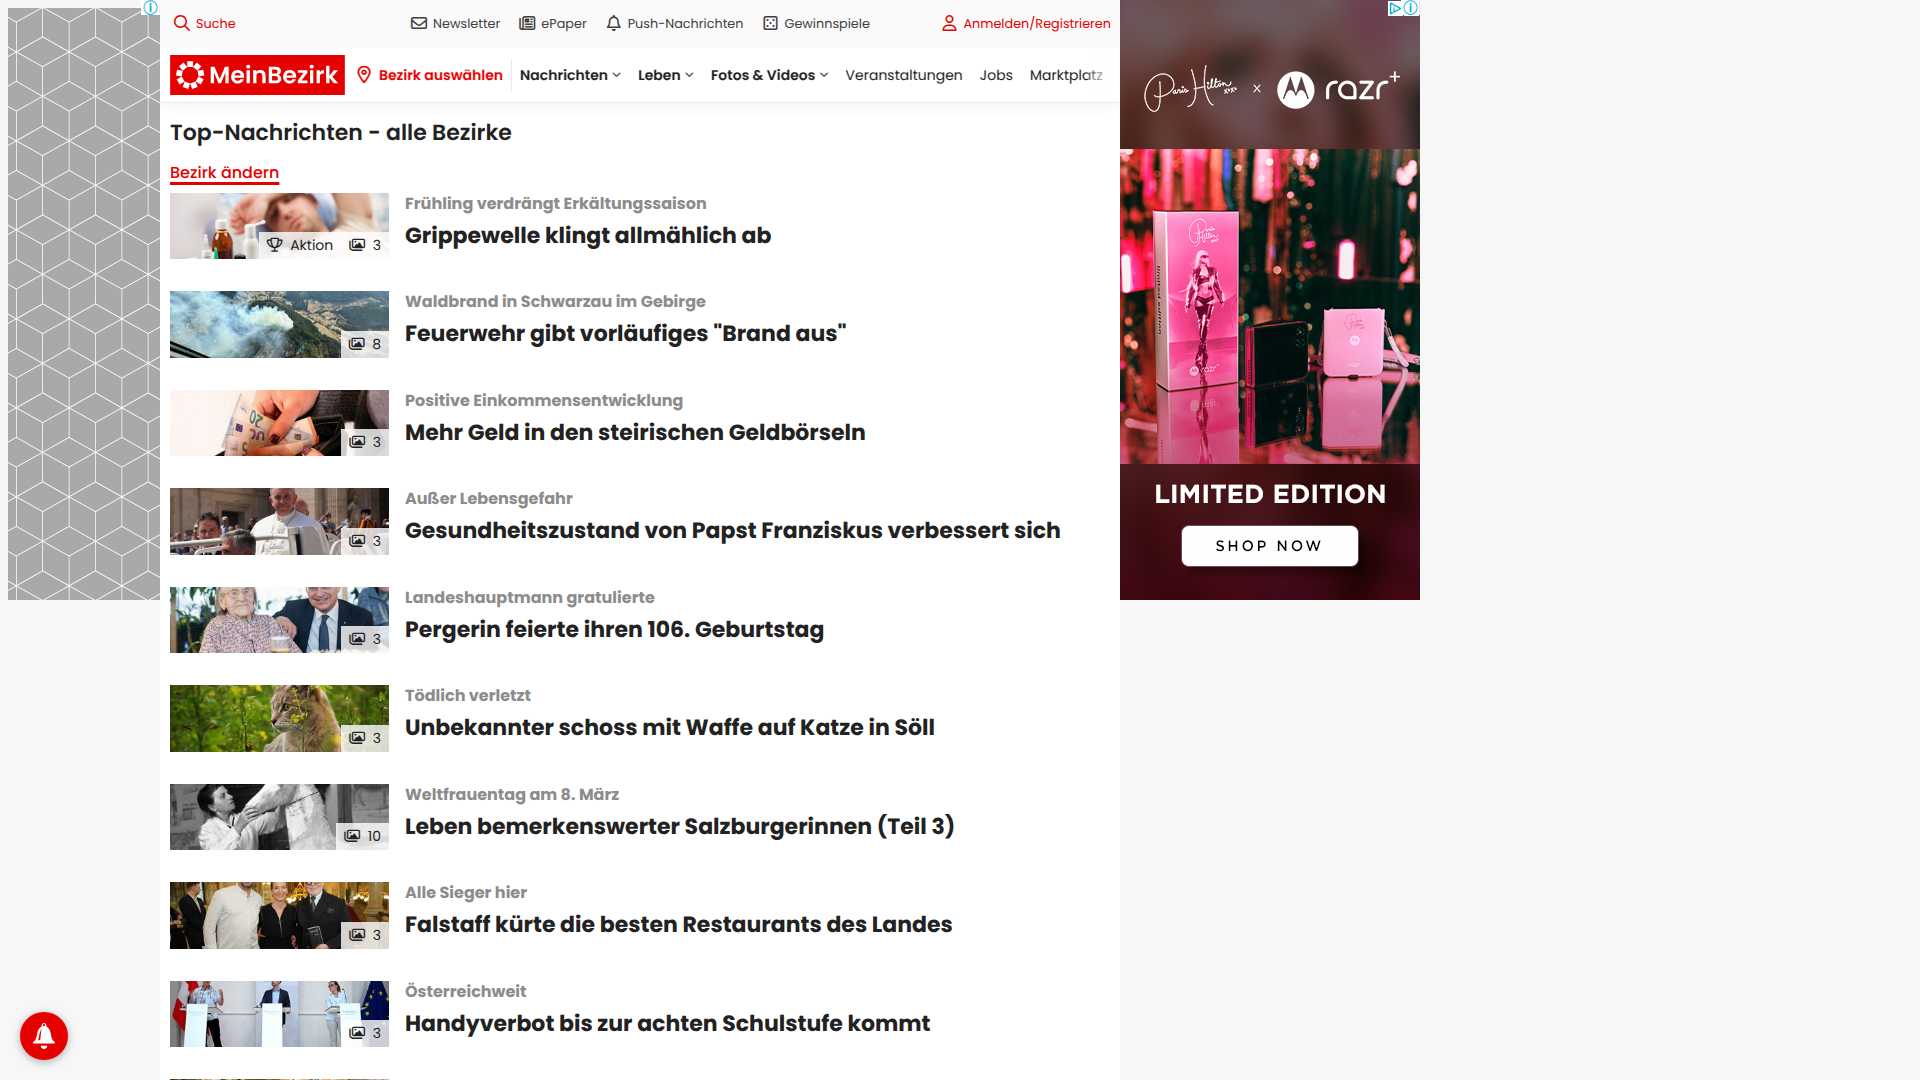 Suche
Newsletter
ePaper
Push-Nachrichten
Gewinnspiele
Anmelden/Registrieren
MeinBezirk
Bezirk auswählen
Nachrichten
Leben
Fotos & Videos
Veranstaltungen
Jobs
Marktplatz
Top-Nachrichten - alle Bezirke
Bezirk ändern
Aktion 3
Frühling verdrängt Erkältungssaison
Grippewelle klingt allmählich ab
8
Waldbrand in Schwarzau im Gebirge
Feuerwehr gibt vorläufiges "Brand aus"
3
Positive Einkommensentwicklung
Mehr Geld in den steirischen Geldbörseln
3
Außer Lebensgefahr
Gesundheitszustand von Papst Franziskus verbessert sich
3
Landeshauptmann gratulierte
Pergerin feierte ihren 106. Geburtstag
3
Tödlich verletzt
Unbekannter schoss mit Waffe auf Katze in Söll
10
Weltfrauentag am 8. März
Leben bemerkenswerter Salzburgerinnen (Teil 3)
3
Alle Sieger hier
Falstaff kürte die besten Restaurants des Landes
3
Österreichweit
Handyverbot bis zur achten Schulstufe kommt
Paris Hilton x razr+
LIMITED EDITION
SHOP NOW